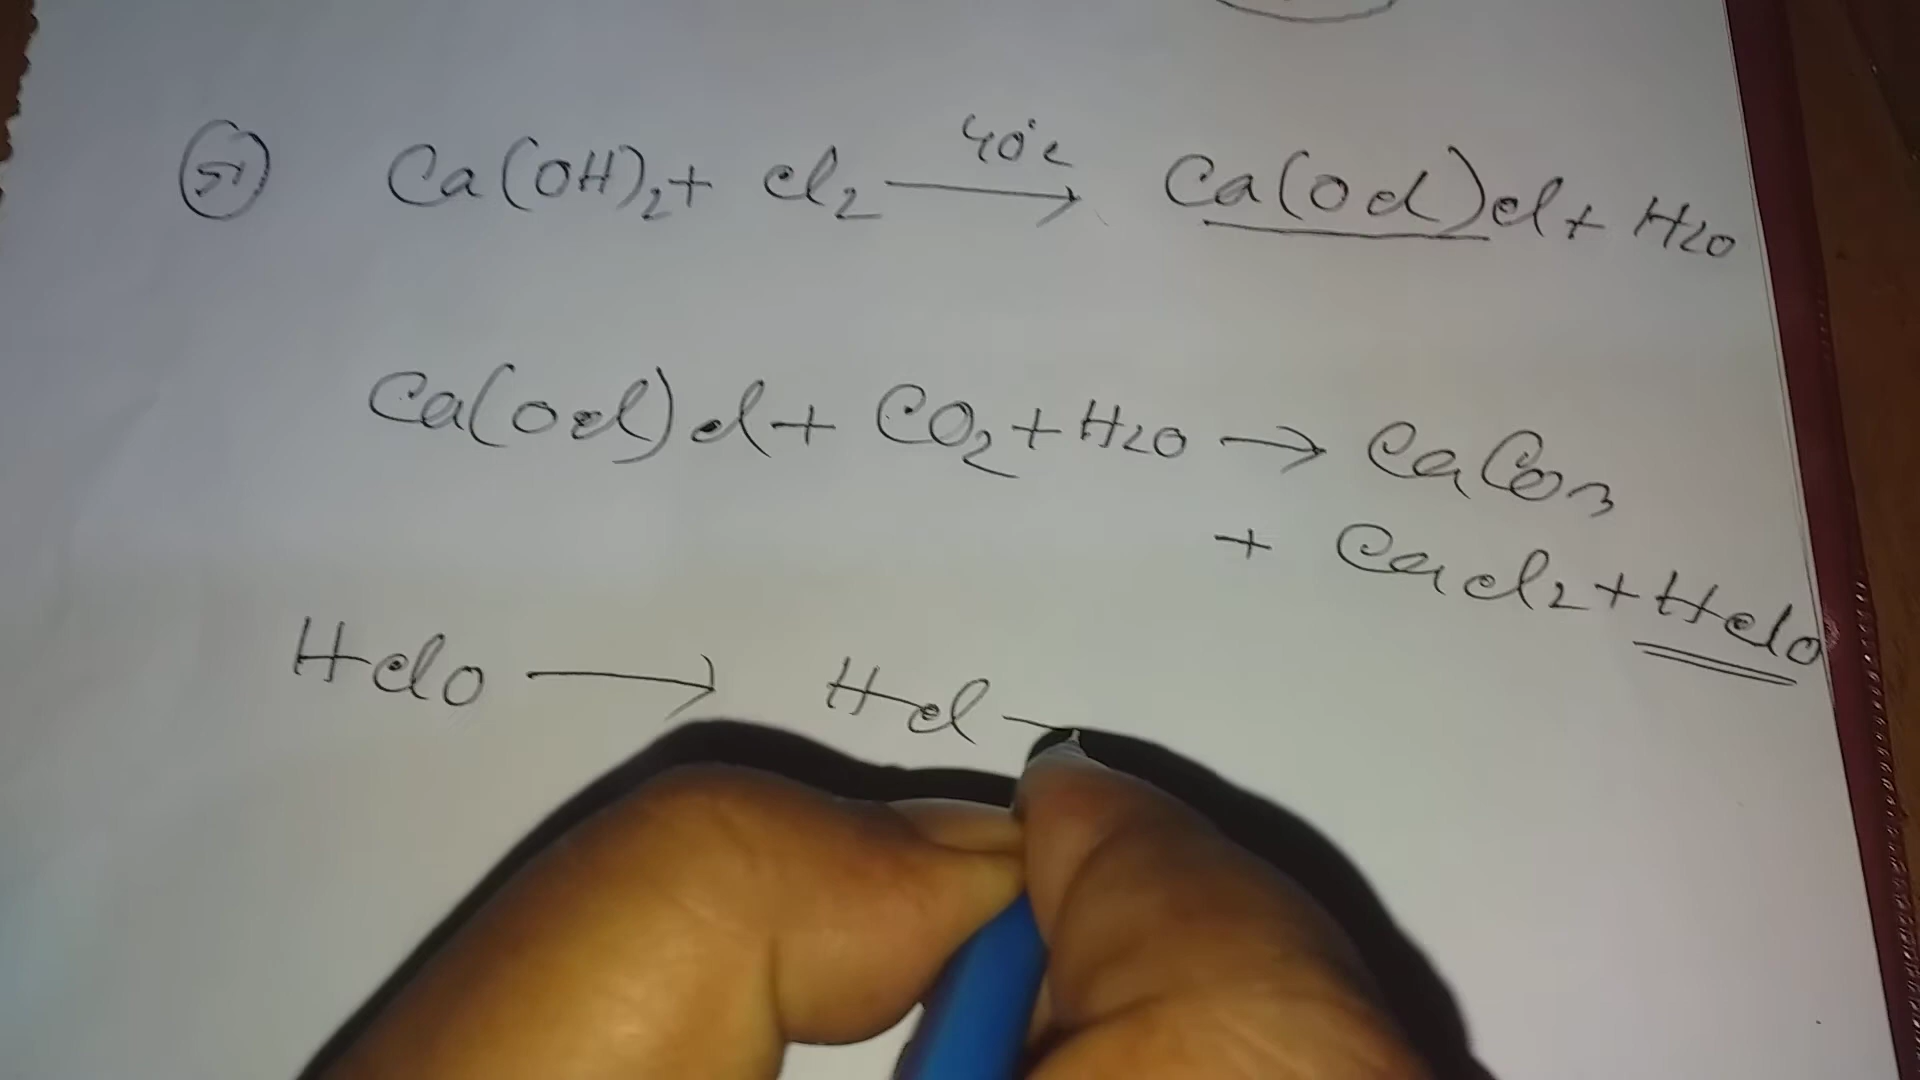 গ Ca(OH)₂ + Cl₂ —40°C→ Ca(OCl)Cl + H₂O
Ca(OCl)Cl + CO₂ + H₂O → CaCO₃
+ CaCl₂ + HClO
HClO → HCl